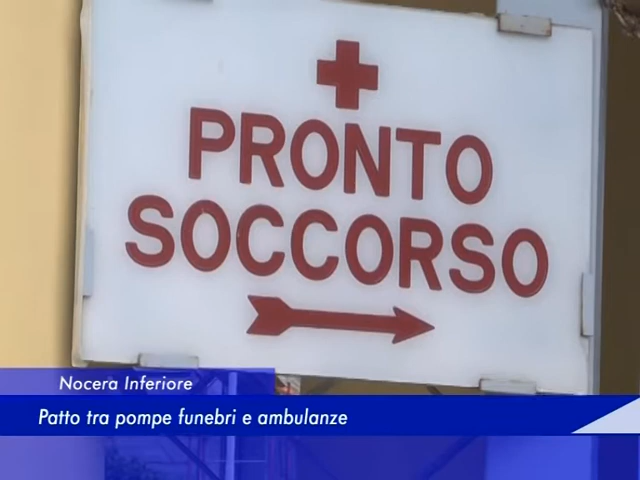 PRONTO
SOCCORSO
Nocera Inferiore
Patto tra pompe funebri e ambulanze